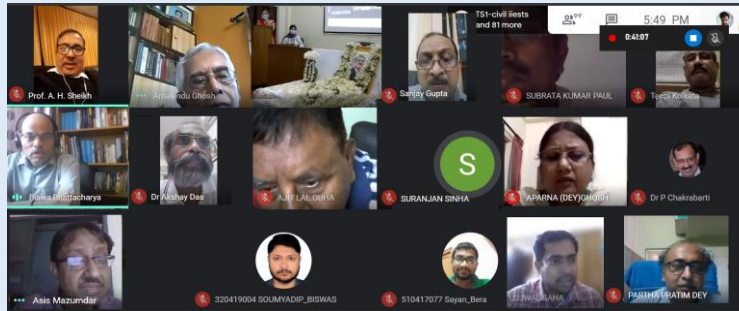 TS1-civil liests
and 81 more
99
5:49 PM
0:41:07
Prof. A. H. Sheikh
Amalendu Ghosh
Sanjay Gupta
SUBRATA KUMAR PAUL
Kolkata
Biswa Bhattacharya
Dr Akshay Das
AJIT LAL GUHA
S
SURANJAN SINHA
APARNA (DEY)GHOSH
Dr P Chakrabarti
Asis Mazumdar
320419004 SOUMYADIP_BISWAS
510417077 Sayan_Bera
SAHA
PARTHA PRATIM DEY